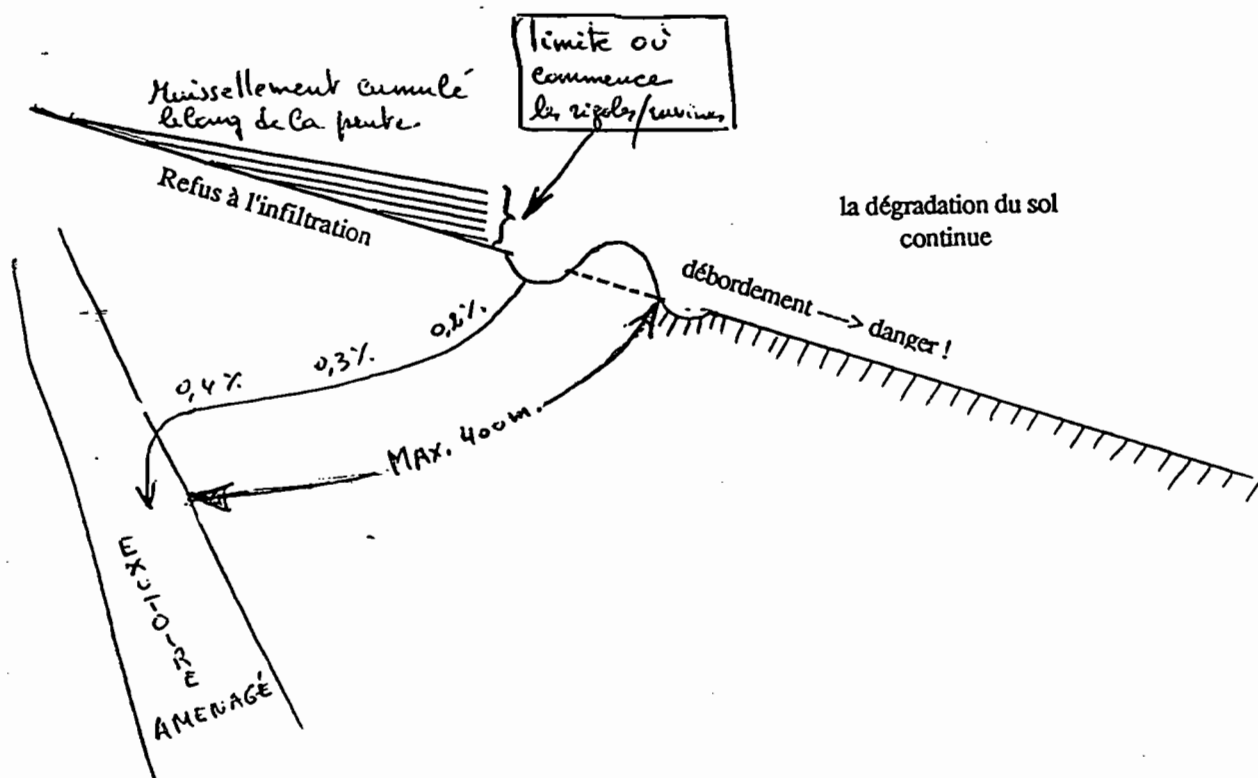 limite où
commence
les rigoles/ravines
Ruissellement cumulé
le long de la pente.
Refus à l'infiltration
la dégradation du sol
continue
débordement —> danger !
0,2%.
0,3%.
0,4%.
MAX. 400m.
EXUTOIRE
AMENAGÉ